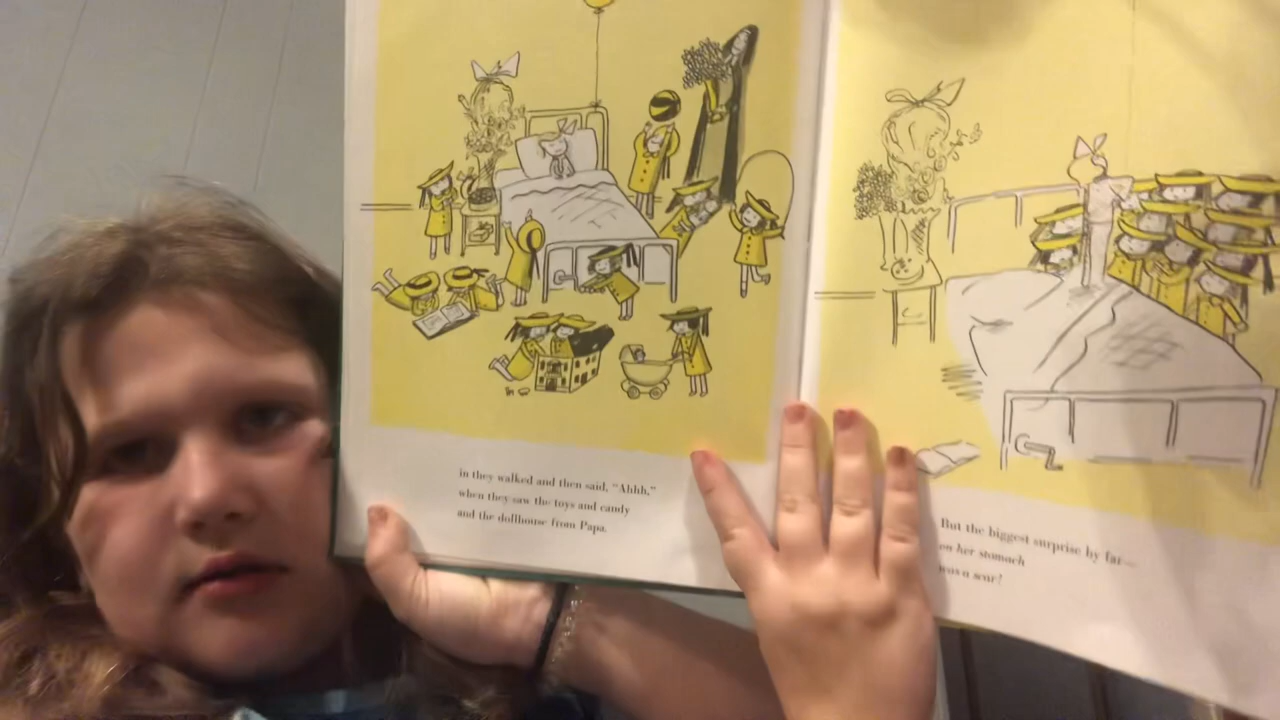 in they walked and then said, "Ahhh,"
when they saw the toys and candy
and the dollhouse from Papa.
But the biggest surprise by far—
on her stomach
was a scar!